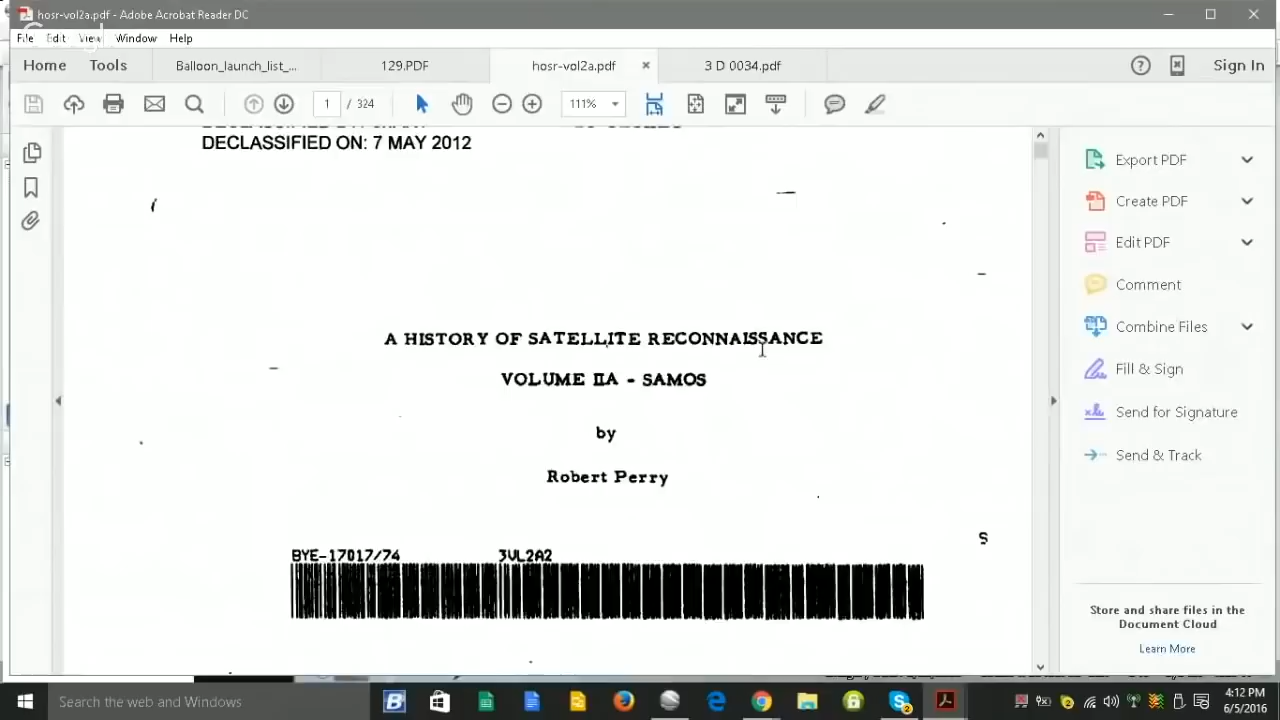 hosr-vol2a.pdf - Adobe Acrobat Reader DC
File Edit View Window Help
Google
Home Tools Balloon_launch_list_... 129.PDF hosr-vol2a.pdf × 3 D 0034.pdf Sign In
1 / 324 111%
DECLASSIFIED ON: 7 MAY 2012
A HISTORY OF SATELLITE RECONNAISSANCE
VOLUME IIA - SAMOS
by
Robert Perry
S
BYE-17017/74 3VL2A2
Export PDF
Create PDF
Edit PDF
Comment
Combine Files
Fill & Sign
Send for Signature
Send & Track
Store and share files in the
Document Cloud
Learn More
Search the web and Windows
4:12 PM
6/5/2016